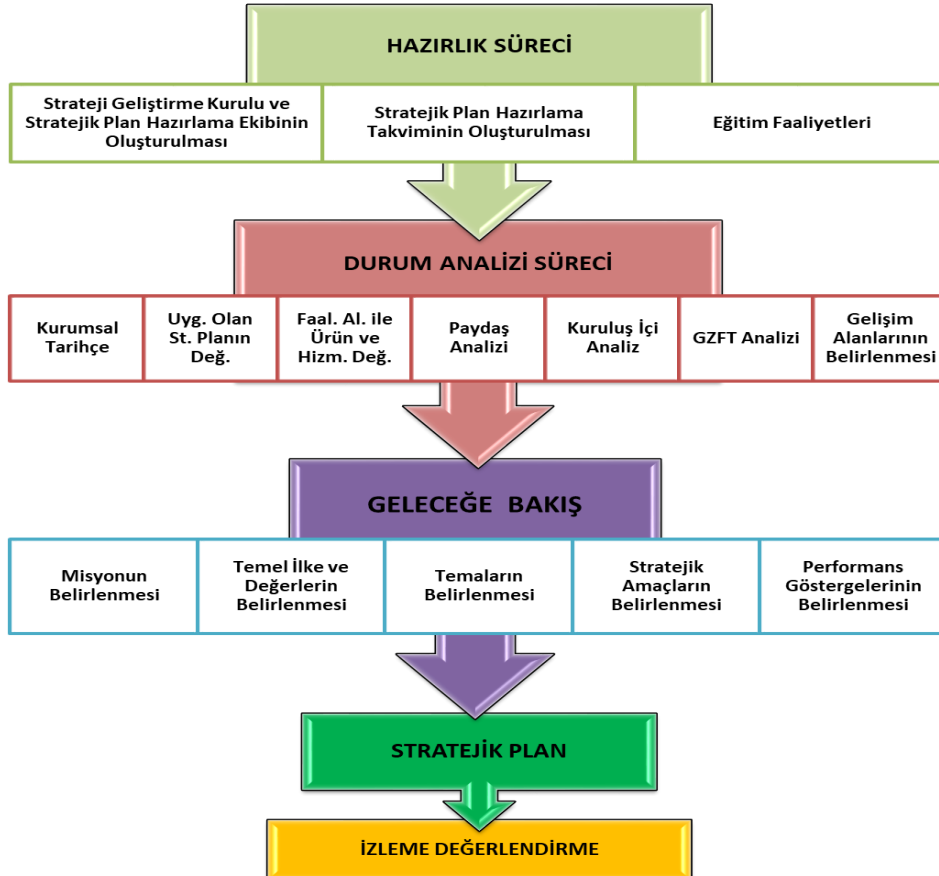 HAZIRLIK SÜRECİ
Strateji Geliştirme Kurulu ve
Stratejik Plan Hazırlama Ekibinin
Oluşturulması
Stratejik Plan Hazırlama
Takviminin Oluşturulması
Eğitim Faaliyetleri
DURUM ANALİZİ SÜRECİ
Kurumsal
Tarihçe
Uyg. Olan
St. Planın
Değ.
Faal. Al. ile
Ürün ve
Hizm. Değ.
Paydaş
Analizi
Kuruluş İçi
Analiz
GZFT Analizi
Gelişim
Alanlarının
Belirlenmesi
GELECEĞE BAKIŞ
Misyonun
Belirlenmesi
Temel İlke ve
Değerlerin
Belirlenmesi
Temaların
Belirlenmesi
Stratejik
Amaçların
Belirlenmesi
Performans
Göstergelerinin
Belirlenmesi
STRATEJİK PLAN
İZLEME DEĞERLENDİRME